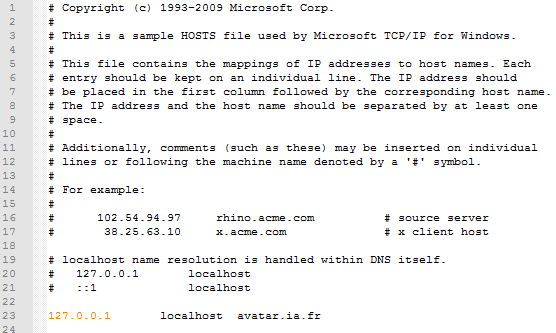 1 # Copyright (c) 1993-2009 Microsoft Corp.
2 #
3 # This is a sample HOSTS file used by Microsoft TCP/IP for Windows.
4 #
5 # This file contains the mappings of IP addresses to host names. Each
6 # entry should be kept on an individual line. The IP address should
7 # be placed in the first column followed by the corresponding host name.
8 # The IP address and the host name should be separated by at least one
9 # space.
10 #
11 # Additionally, comments (such as these) may be inserted on individual
12 # lines or following the machine name denoted by a '#' symbol.
13 #
14 # For example:
15 #
16 #      102.54.94.97     rhino.acme.com          # source server
17 #       38.25.63.10     x.acme.com              # x client host
18
19 # localhost name resolution is handled within DNS itself.
20 #   127.0.0.1       localhost
21 #   ::1             localhost
22
23 127.0.0.1       localhost  avatar.ia.fr
24